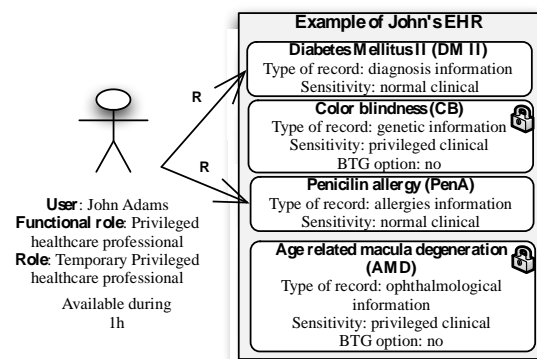 Example of John's EHR
Diabetes Mellitus II (DM II)
Type of record: diagnosis information
Sensitivity: normal clinical
Color blindness (CB)
Type of record: genetic information
Sensitivity: privileged clinical
BTG option: no
Penicilin allergy (PenA)
Type of record: allergies information
Sensitivity: normal clinical
Age related macula degeneration
(AMD)
Type of record: ophthalmological
information
Sensitivity: privileged clinical
BTG option: no
R
R
User: John Adams
Functional role: Privileged
healthcare professional
Role: Temporary Privileged
healthcare professional
Available during
1h